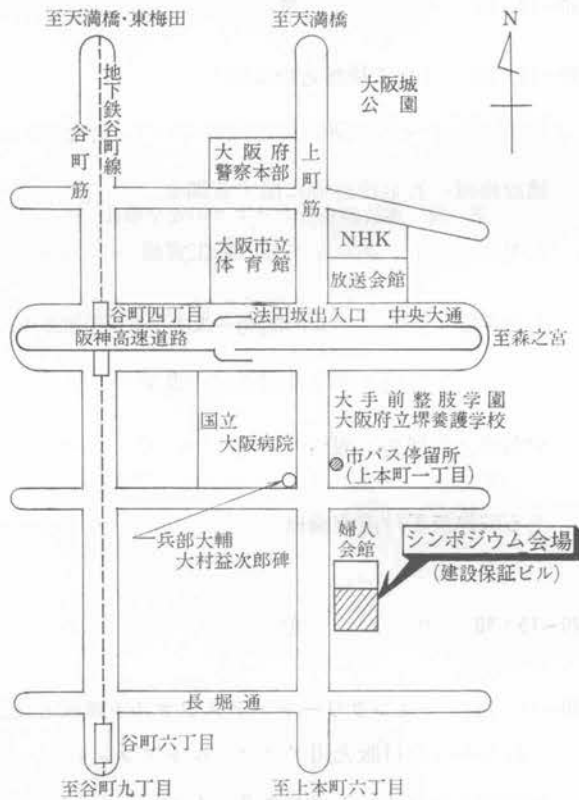 至天満橋・東梅田
至天満橋
N
地下鉄谷町線
谷町筋
上町筋
大阪城
公園
大阪府
警察本部
大阪市立
体育館
NHK
放送会館
谷町四丁目
法円坂出入口
中央大通
阪神高速道路
至森之宮
国立
大阪病院
大手前整肢学園
大阪府立堺養護学校
市バス停留所
(上本町一丁目)
兵部大輔
大村益次郎碑
婦人
会館
シンポジウム会場
(建設保証ビル)
長堀通
谷町六丁目
至谷町九丁目
至上本町六丁目